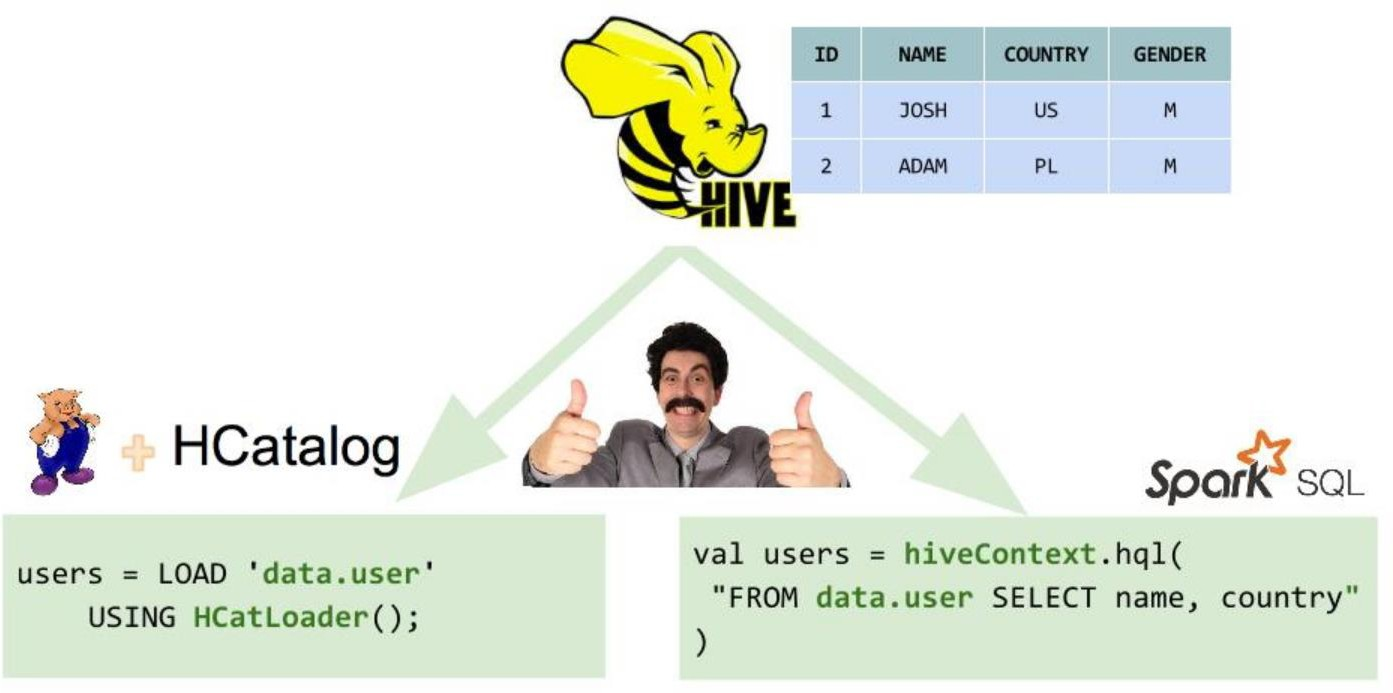 HIVE
ID NAME COUNTRY GENDER
1 JOSH US M
2 ADAM PL M
+ HCatalog
Spark SQL
users = LOAD 'data.user'
USING HCatLoader();
val users = hiveContext.hql(
"FROM data.user SELECT name, country"
)